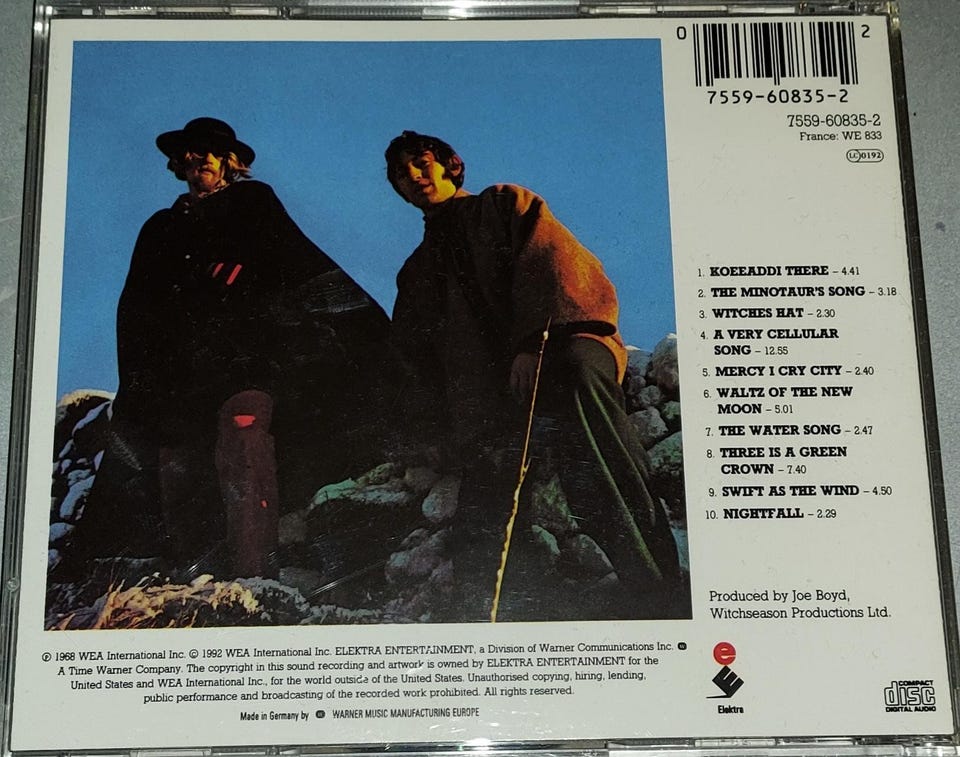 0 2
7559-60835-2
7559-60835-2
France: WE 833
LC 0192
1. KOEEADDI THERE – 4.41
2. THE MINOTAUR'S SONG – 3.18
3. WITCHES HAT – 2.30
4. A VERY CELLULAR
SONG – 12.55
5. MERCY I CRY CITY – 2.40
6. WALTZ OF THE NEW
MOON – 5.01
7. THE WATER SONG – 2.47
8. THREE IS A GREEN
CROWN – 7.40
9. SWIFT AS THE WIND – 4.50
10. NIGHTFALL – 2.29
Produced by Joe Boyd,
Witchseason Productions Ltd.
℗ 1968 WEA International Inc. © 1992 WEA International Inc. ELEKTRA ENTERTAINMENT, a Division of Warner Communications Inc.
A Time Warner Company. The copyright in this sound recording and artwork is owned by ELEKTRA ENTERTAINMENT for the
United States and WEA International Inc., for the world outside of the United States. Unauthorised copying, hiring, lending,
public performance and broadcasting of the recorded work prohibited. All rights reserved.
Made in Germany by WARNER MUSIC MANUFACTURING EUROPE
e
Elektra
COMPACT
disc
DIGITAL AUDIO